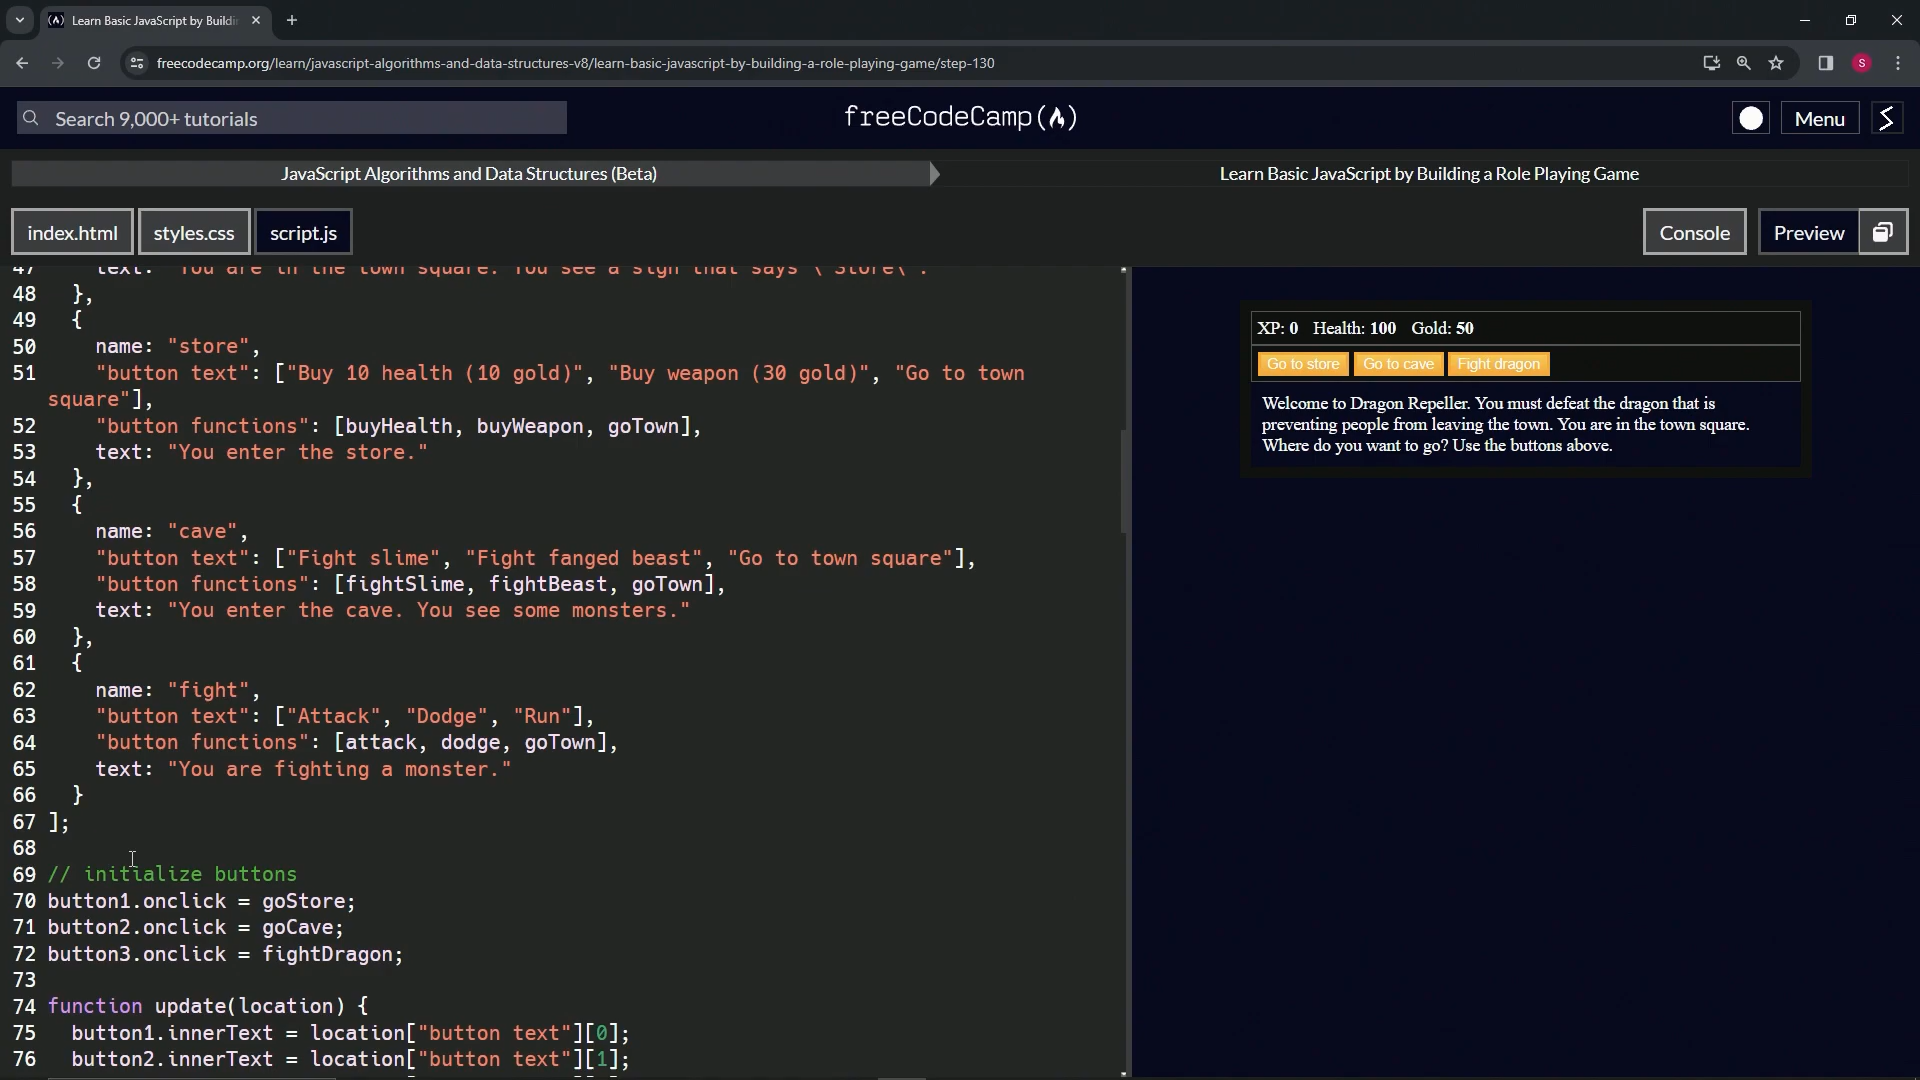 Learn Basic JavaScript by Buildin
freecodecamp.org/learn/javascript-algorithms-and-data-structures-v8/learn-basic-javascript-by-building-a-role-playing-game/step-130
S
Search 9,000+ tutorials
freeCodeCamp
Menu
JavaScript Algorithms and Data Structures (Beta)
Learn Basic JavaScript by Building a Role Playing Game
index.html
styles.css
script.js
Console
Preview
47 text: "You are in the town square. You see a sign that says \"Store\"."
48 },
49 {
50 name: "store",
51 "button text": ["Buy 10 health (10 gold)", "Buy weapon (30 gold)", "Go to town
square"],
52 "button functions": [buyHealth, buyWeapon, goTown],
53 text: "You enter the store."
54 },
55 {
56 name: "cave",
57 "button text": ["Fight slime", "Fight fanged beast", "Go to town square"],
58 "button functions": [fightSlime, fightBeast, goTown],
59 text: "You enter the cave. You see some monsters."
60 },
61 {
62 name: "fight",
63 "button text": ["Attack", "Dodge", "Run"],
64 "button functions": [attack, dodge, goTown],
65 text: "You are fighting a monster."
66 }
67 ];
68
69 // initialize buttons
70 button1.onclick = goStore;
71 button2.onclick = goCave;
72 button3.onclick = fightDragon;
73
74 function update(location) {
75 button1.innerText = location["button text"][0];
76 button2.innerText = location["button text"][1];
XP: 0 Health: 100 Gold: 50
Go to store Go to cave Fight dragon
Welcome to Dragon Repeller. You must defeat the dragon that is
preventing people from leaving the town. You are in the town square.
Where do you want to go? Use the buttons above.